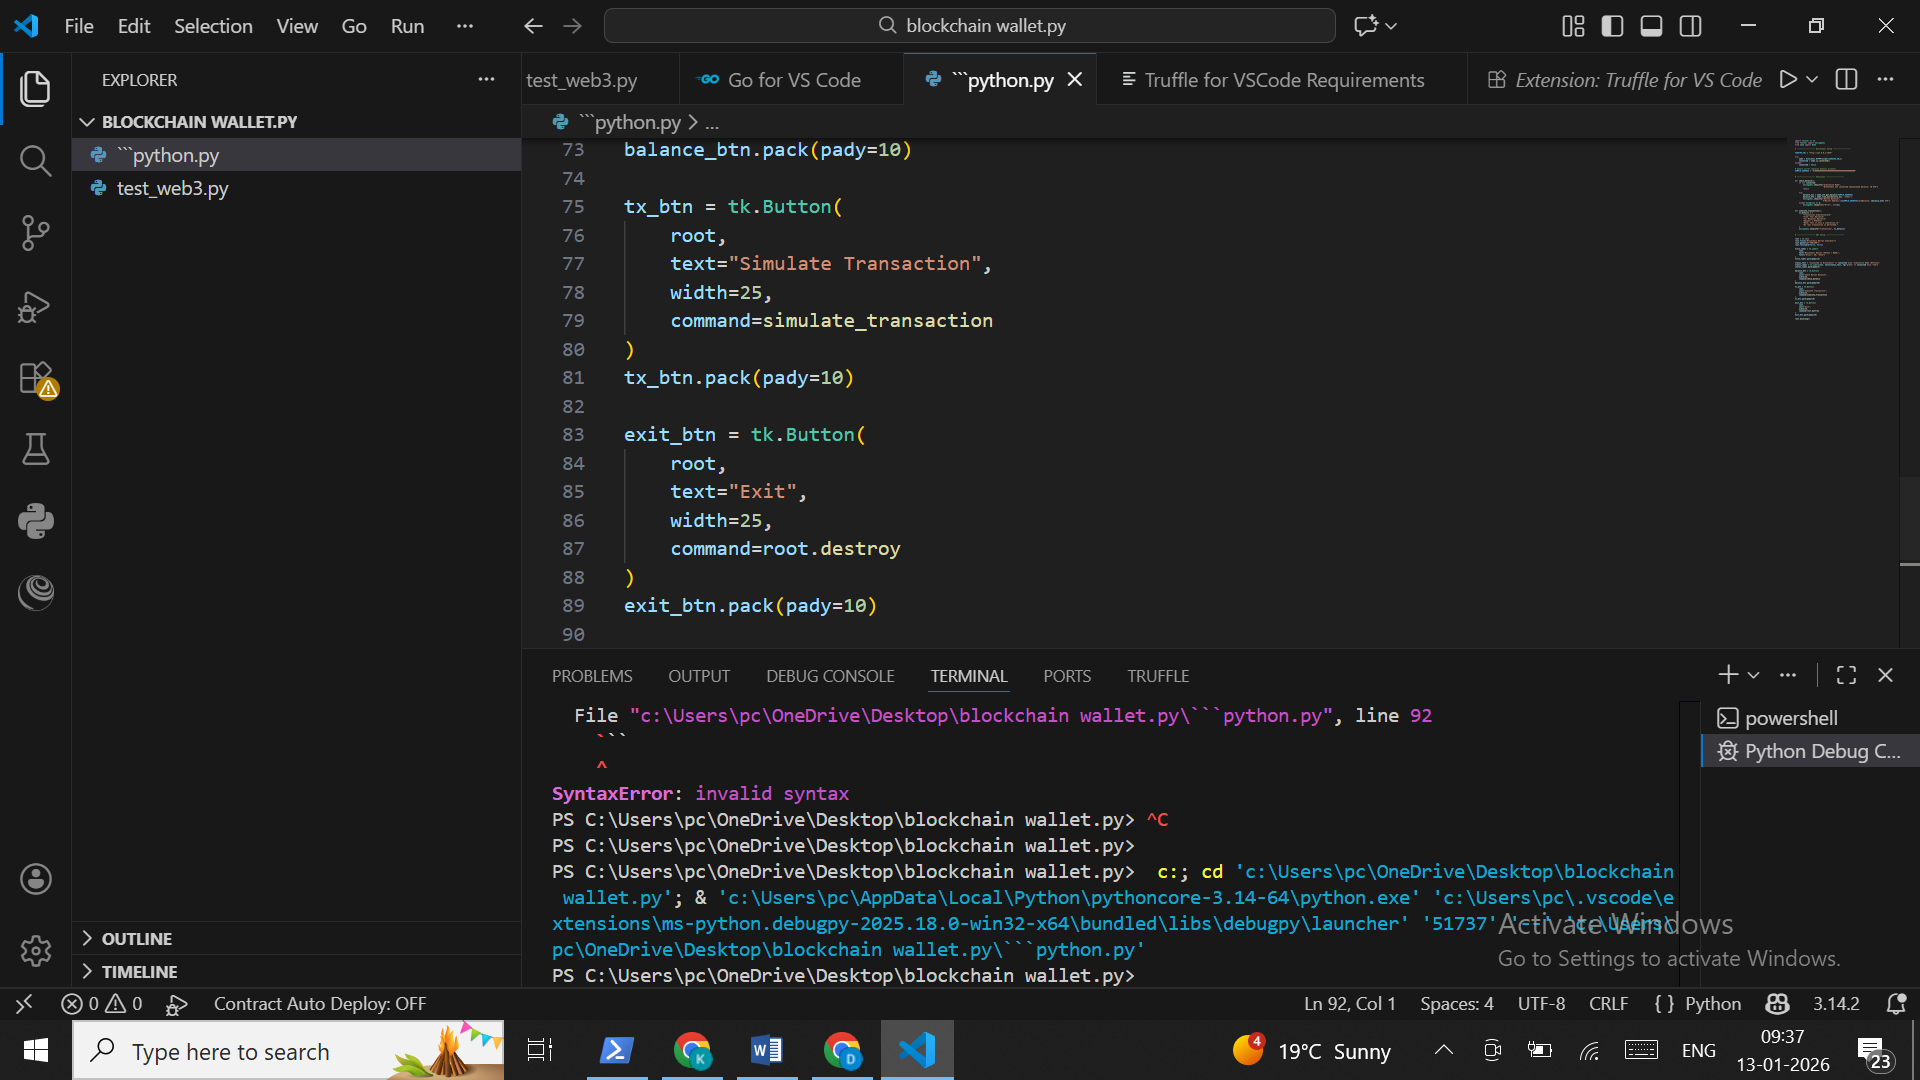 File Edit Selection View Go Run ···
blockchain wallet.py
EXPLORER ···
BLOCKCHAIN WALLET.PY
```python.py
test_web3.py
test_web3.py
Go for VS Code
```python.py
Truffle for VSCode Requirements
Extension: Truffle for VS Code
```python.py > ...
73 balance_btn.pack(pady=10)
74
75 tx_btn = tk.Button(
76     root,
77     text="Simulate Transaction",
78     width=25,
79     command=simulate_transaction
80 )
81 tx_btn.pack(pady=10)
82
83 exit_btn = tk.Button(
84     root,
85     text="Exit",
86     width=25,
87     command=root.destroy
88 )
89 exit_btn.pack(pady=10)
90
PROBLEMS OUTPUT DEBUG CONSOLE TERMINAL PORTS TRUFFLE
  File "c:\Users\pc\OneDrive\Desktop\blockchain wallet.py\```python.py", line 92
    ```
    ^
SyntaxError: invalid syntax
PS C:\Users\pc\OneDrive\Desktop\blockchain wallet.py> ^C
PS C:\Users\pc\OneDrive\Desktop\blockchain wallet.py>
PS C:\Users\pc\OneDrive\Desktop\blockchain wallet.py>  c:; cd 'c:\Users\pc\OneDrive\Desktop\blockchain
 wallet.py'; & 'c:\Users\pc\AppData\Local\Python\pythoncore-3.14-64\python.exe' 'c:\Users\pc\.vscode\e
xtensions\ms-python.debugpy-2025.18.0-win32-x64\bundled\libs\debugpy\launcher' '51737' '--' 'c:\Users\
pc\OneDrive\Desktop\blockchain wallet.py\```python.py'
PS C:\Users\pc\OneDrive\Desktop\blockchain wallet.py>
powershell
Python Debug C...
Activate Windows
Go to Settings to activate Windows.
OUTLINE
TIMELINE
0 0 Contract Auto Deploy: OFF
Ln 92, Col 1 Spaces: 4 UTF-8 CRLF { } Python 3.14.2
Type here to search
4 19°C Sunny
ENG
09:37
13-01-2026
23